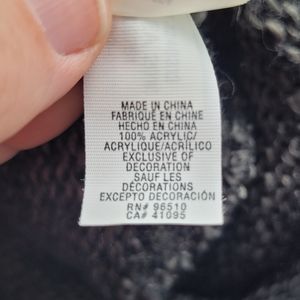 MADE IN CHINA
FABRIQUÉ EN CHINE
HECHO EN CHINA
100% ACRYLIC/
ACRYLIQUE/ACRÍLICO
EXCLUSIVE OF
DECORATION
SAUF LES
DÉCORATIONS
EXCEPTO DECORACIÓN
RN# 96510
CA# 41095